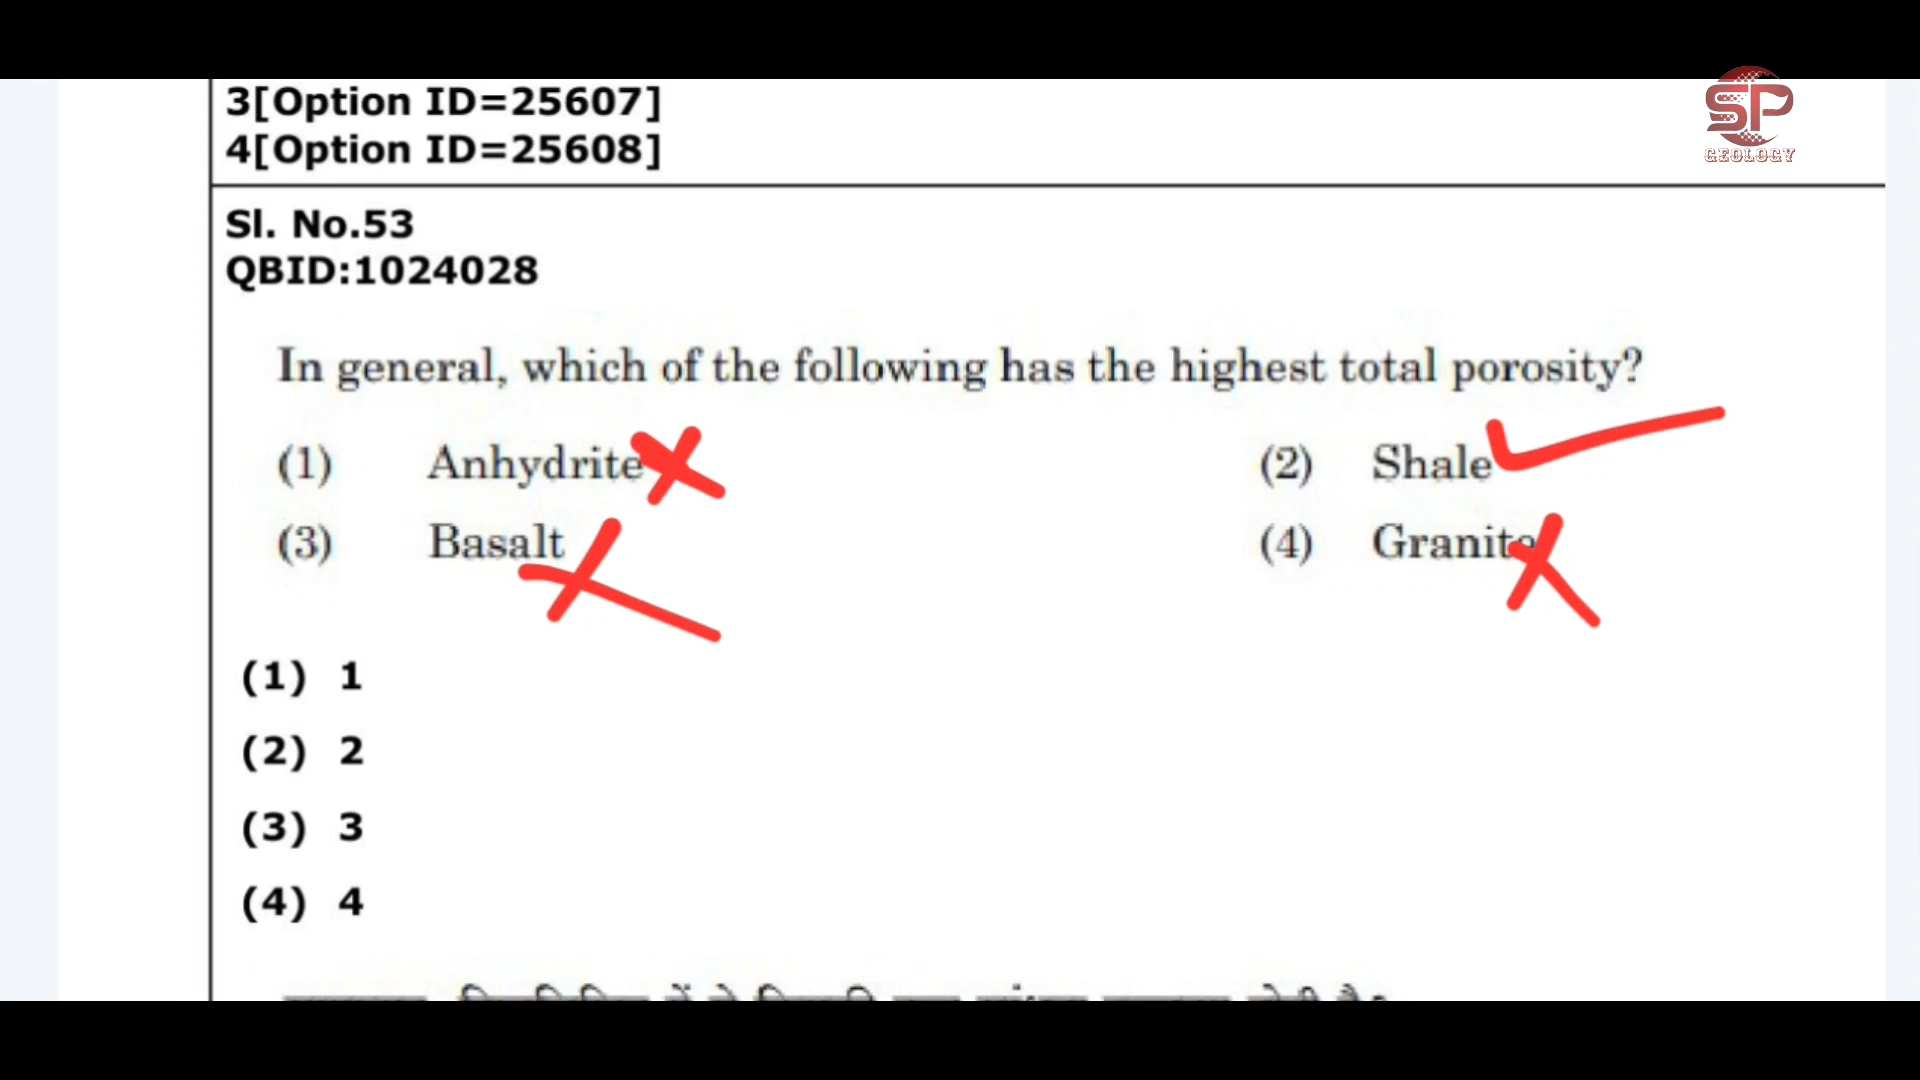 3[Option ID=25607]
4[Option ID=25608]
SP
GEOLOGY
Sl. No.53
QBID:1024028
In general, which of the following has the highest total porosity?
(1) Anhydrite (2) Shale
(3) Basalt (4) Granite
(1) 1
(2) 2
(3) 3
(4) 4